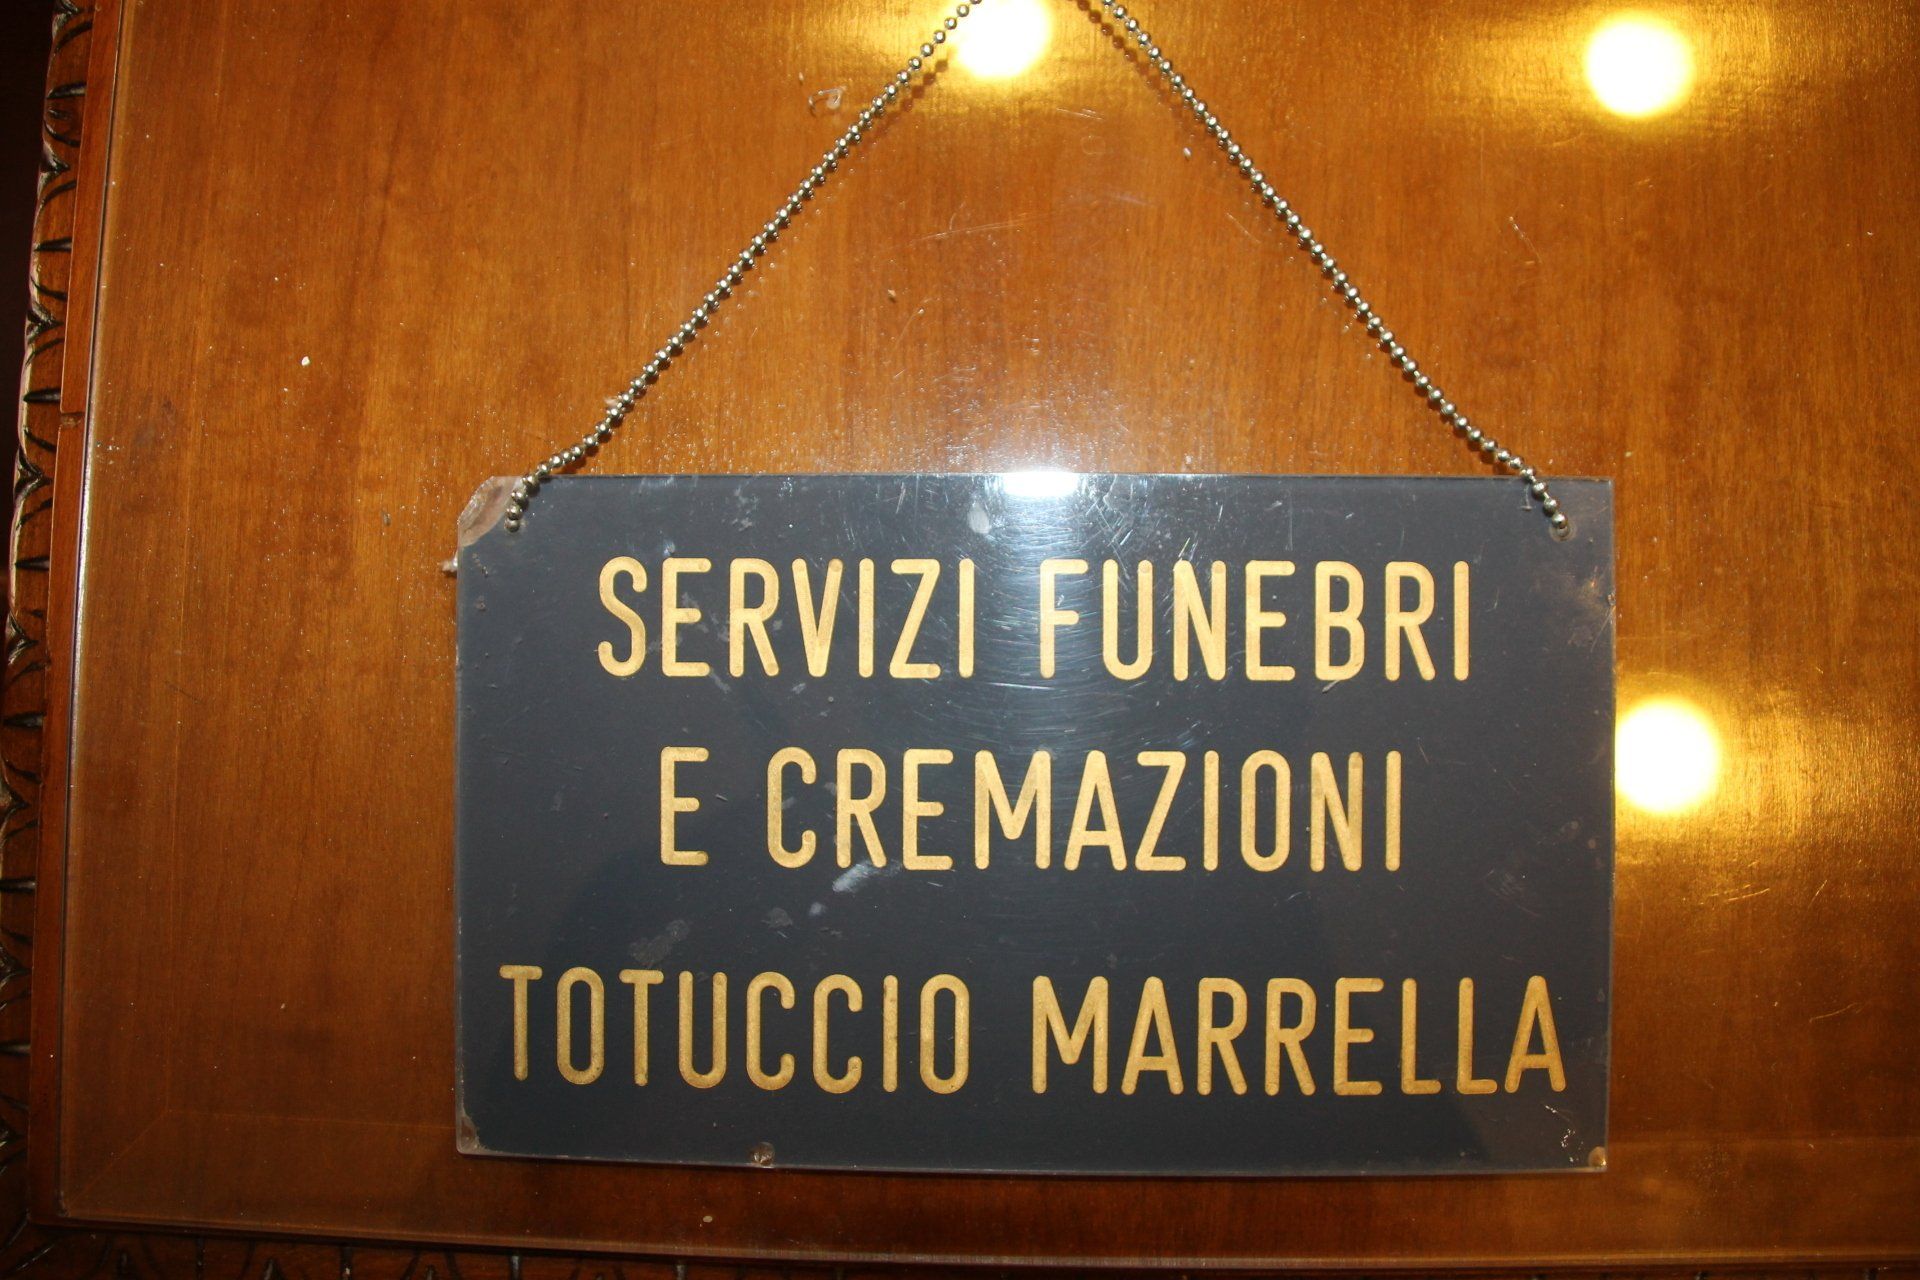 SERVIZI FUNEBRI
E CREMAZIONI
TOTUCCIO MARRELLA